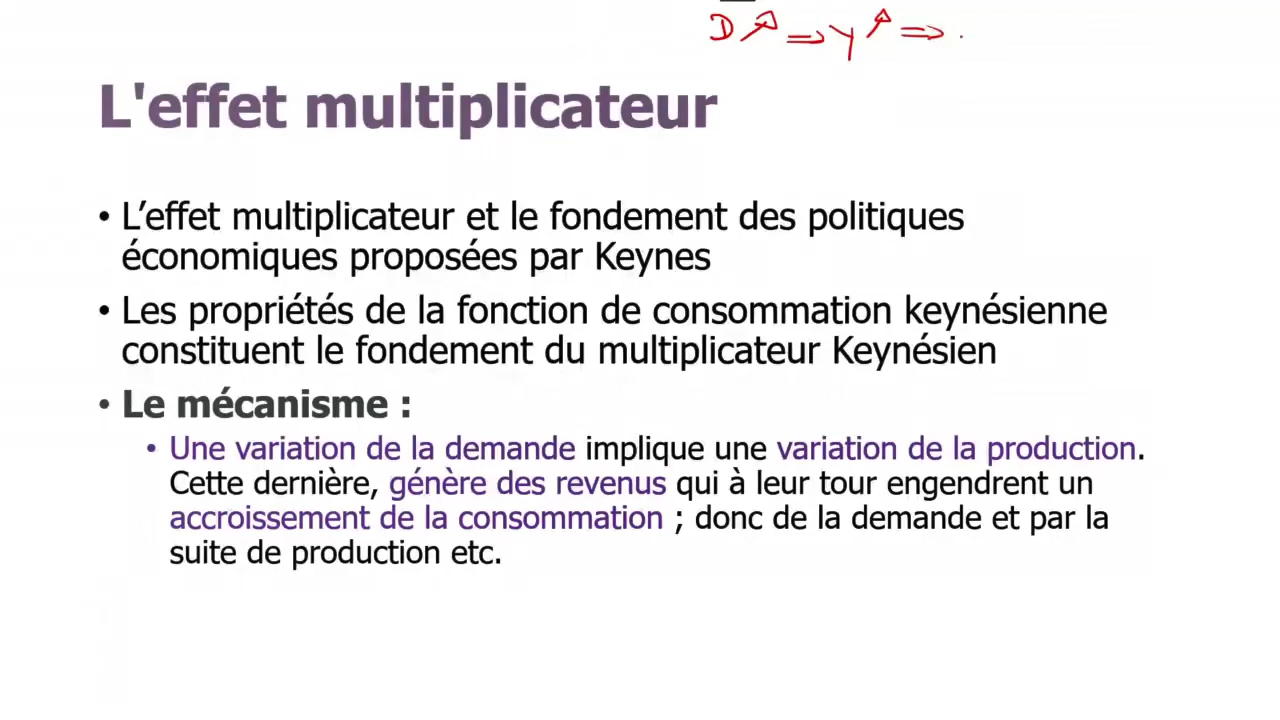 D↗ ⇒ Y↗ ⇒ .
L'effet multiplicateur
• L’effet multiplicateur et le fondement des politiques
économiques proposées par Keynes
• Les propriétés de la fonction de consommation keynésienne
constituent le fondement du multiplicateur Keynésien
• Le mécanisme :
• Une variation de la demande implique une variation de la production.
Cette dernière, génère des revenus qui à leur tour engendrent un
accroissement de la consommation ; donc de la demande et par la
suite de production etc.